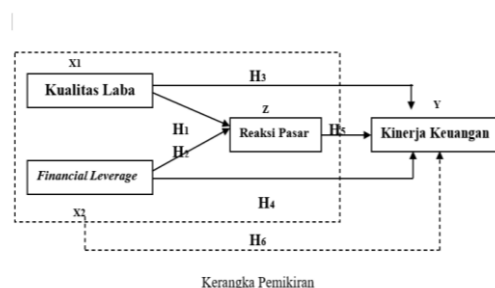 X1
H3
Kualitas Laba
Z
Y
H1
Reaksi Pasar
H5
Kinerja Keuangan
H2
Financial Leverage
H4
X2
H6
Kerangka Pemikiran